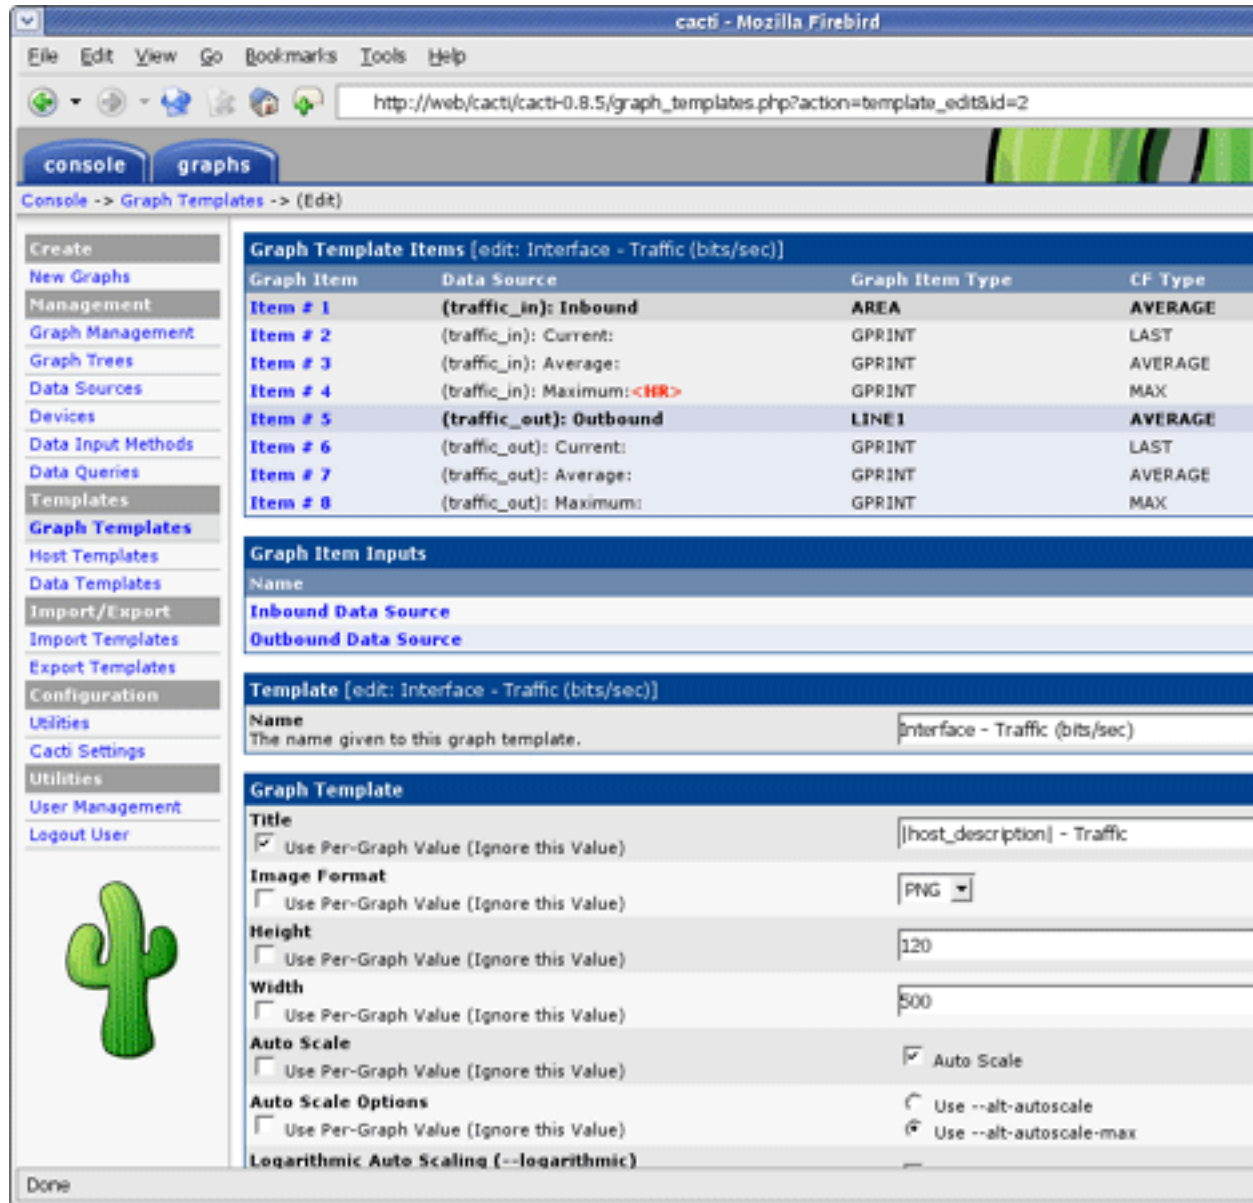 cacti - Mozilla Firebird
File Edit View Go Bookmarks Tools Help
http://web/cacti/cacti-0.8.5/graph_templates.php?action=template_edit&id=2
console graphs
Console -> Graph Templates -> (Edit)
Create
New Graphs
Management
Graph Management
Graph Trees
Data Sources
Devices
Data Input Methods
Data Queries
Templates
Graph Templates
Host Templates
Data Templates
Import/Export
Import Templates
Export Templates
Configuration
Utilities
Cacti Settings
Utilities
User Management
Logout User
Graph Template Items [edit: Interface - Traffic (bits/sec)]
Graph Item Data Source Graph Item Type CF Type
Item # 1 (traffic_in): Inbound AREA AVERAGE
Item # 2 (traffic_in): Current: GPRINT LAST
Item # 3 (traffic_in): Average: GPRINT AVERAGE
Item # 4 (traffic_in): Maximum:<HR> GPRINT MAX
Item # 5 (traffic_out): Outbound LINE1 AVERAGE
Item # 6 (traffic_out): Current: GPRINT LAST
Item # 7 (traffic_out): Average: GPRINT AVERAGE
Item # 8 (traffic_out): Maximum: GPRINT MAX
Graph Item Inputs
Name
Inbound Data Source
Outbound Data Source
Template [edit: Interface - Traffic (bits/sec)]
Name
The name given to this graph template.
Interface - Traffic (bits/sec)
Graph Template
Title
Use Per-Graph Value (Ignore this Value)
|host_description| - Traffic
Image Format
Use Per-Graph Value (Ignore this Value)
PNG
Height
Use Per-Graph Value (Ignore this Value)
120
Width
Use Per-Graph Value (Ignore this Value)
500
Auto Scale
Use Per-Graph Value (Ignore this Value)
Auto Scale
Auto Scale Options
Use Per-Graph Value (Ignore this Value)
Use --alt-autoscale
Use --alt-autoscale-max
Logarithmic Auto Scaling (--logarithmic)
Done